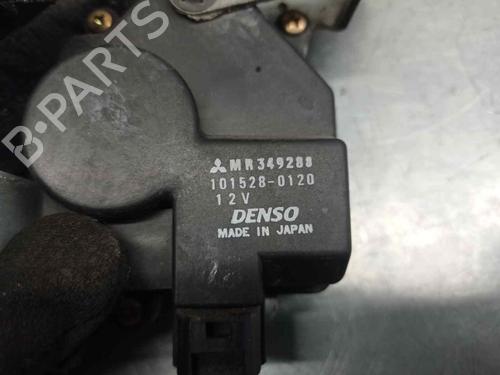 MR349288
101528-0120
12V
DENSO
MADE IN JAPAN
B-PARTS